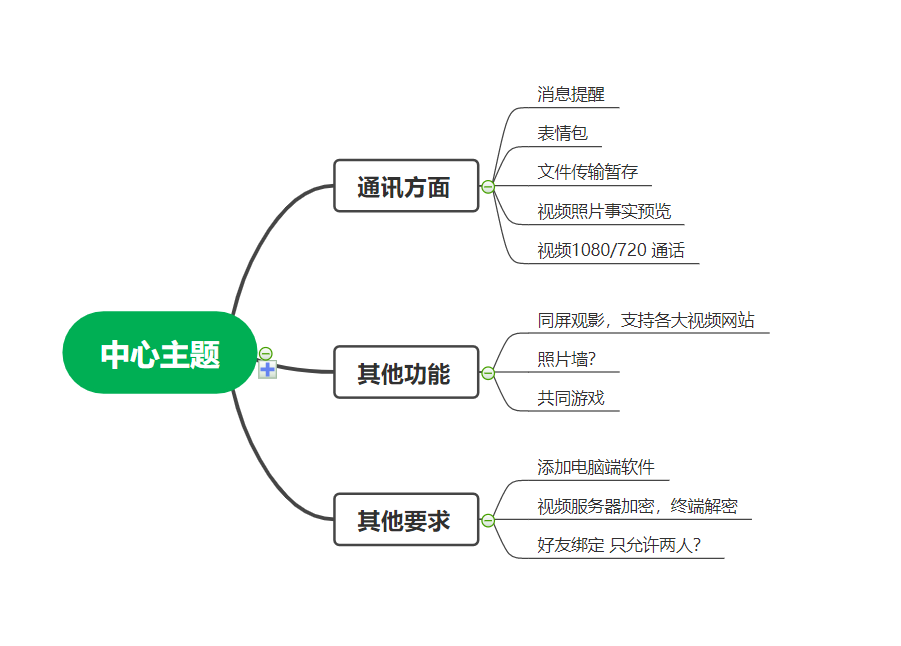 中心主题
通讯方面
消息提醒
表情包
文件传输暂存
视频照片事实预览
视频1080/720 通话
其他功能
同屏观影，支持各大视频网站
照片墙？
共同游戏
其他要求
添加电脑端软件
视频服务器加密，终端解密
好友绑定 只允许两人？